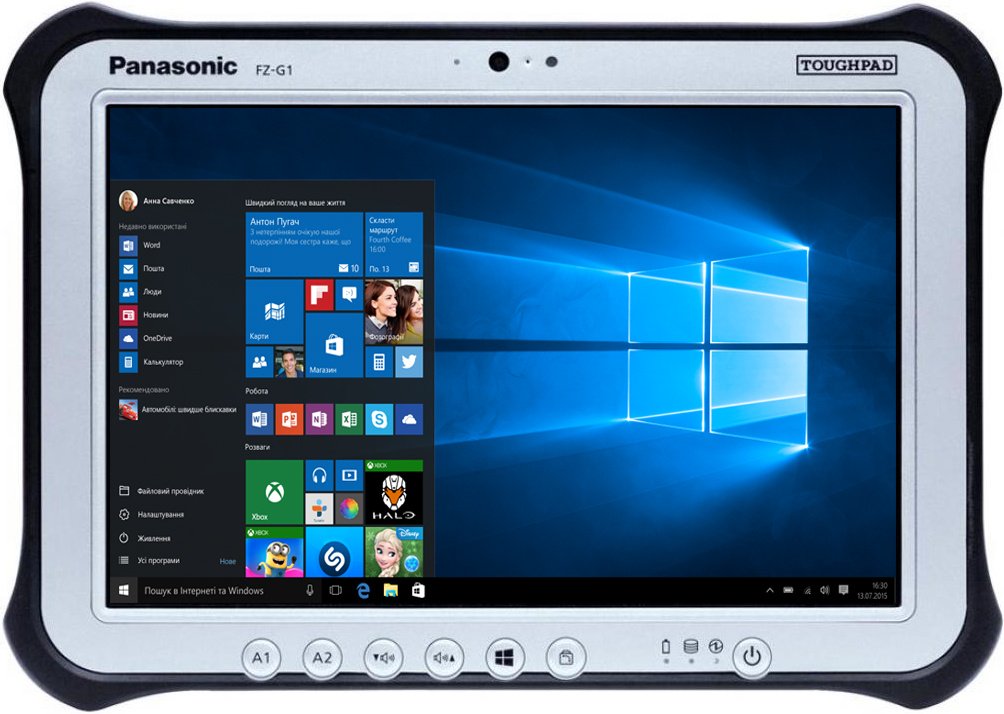 Panasonic FZ-G1
TOUGHPAD
Анна Савченко
Недавно використані
Word
Пошта
Люди
Новини
OneDrive
Калькулятор
Рекомендовано
Автомобілі: швидше блискавки
Файловий провідник
Налаштування
Живлення
Усі програми
Нове
Швидкий погляд на ваше життя
Антон Пугач
З нетерпінням очікую нашої
подорожі! Моя сестра каже, що
Пошта
10
Скласти
маршрут
Fourth Coffee
16:00
По. 13
Карти
Магазин
Фотографії
Робота
Розваги
Xbox
XBOX
HALO
XBOX
Disney
Пошук в Інтернеті та Windows
16:30
13.07.2015
A1
A2